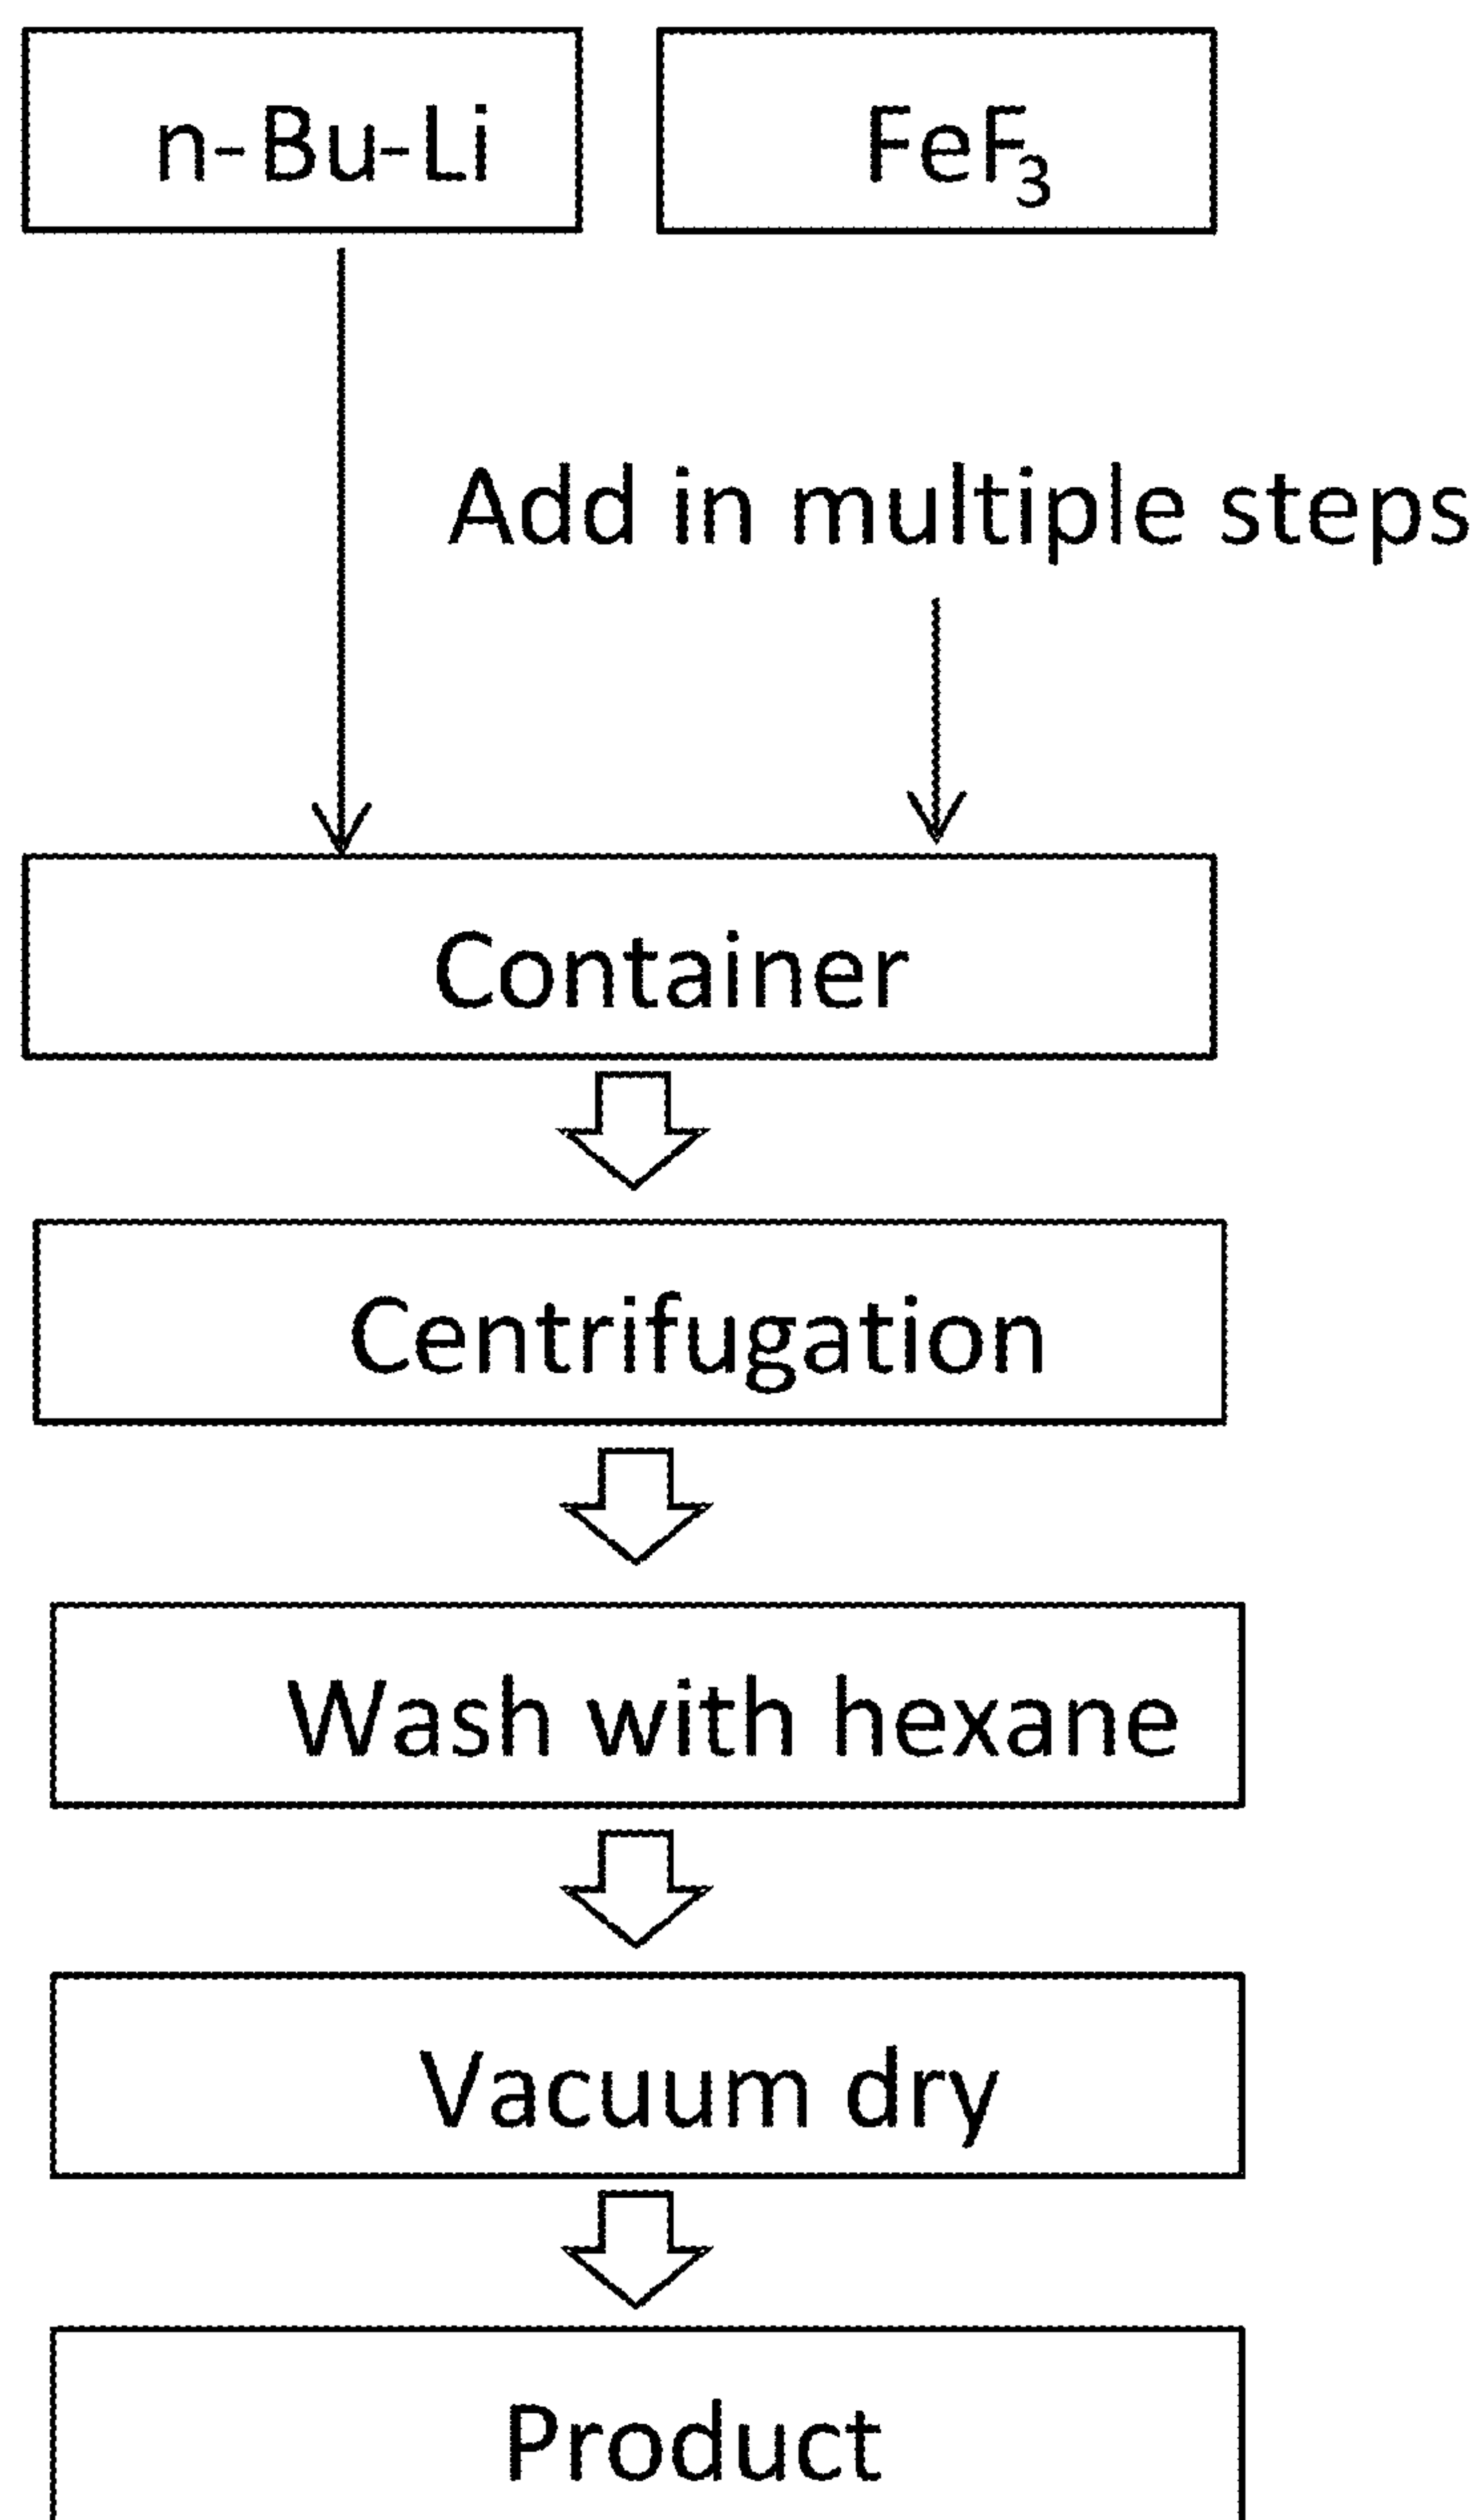 n-Bu-Li
FeF₃
Add in multiple steps
Container
Centrifugation
Wash with hexane
Vacuum dry
Product